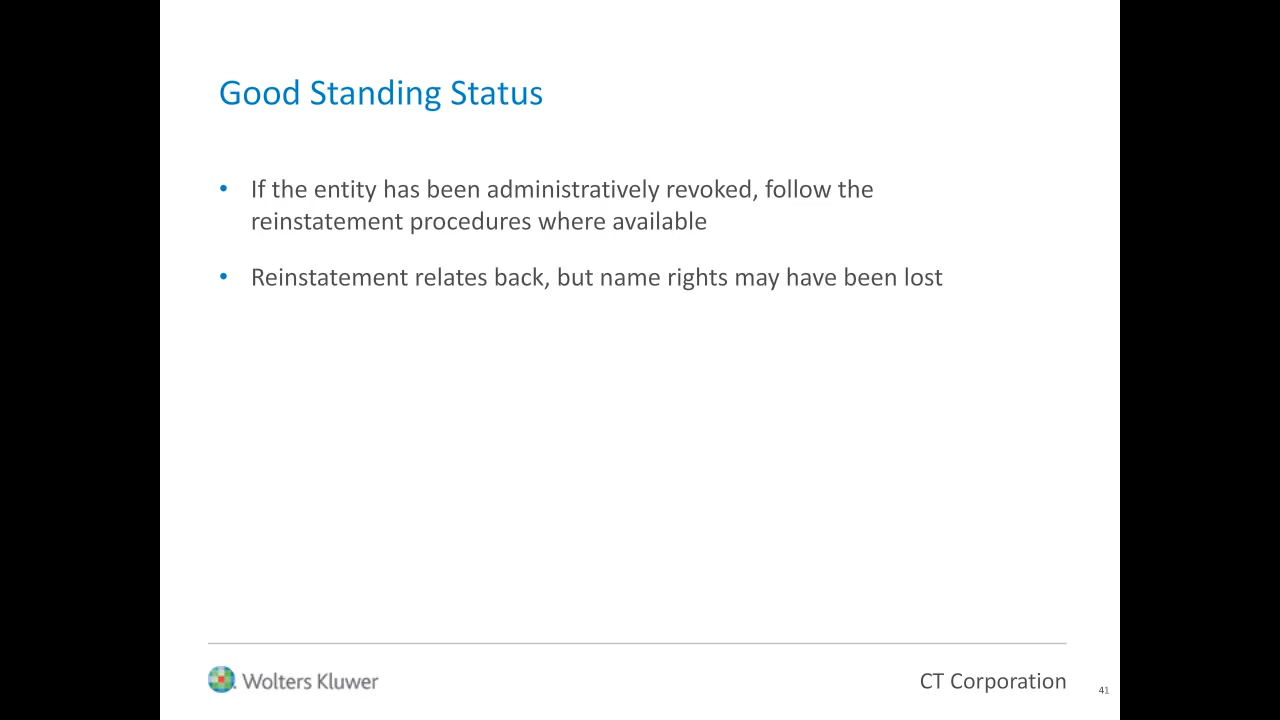 Good Standing Status
• If the entity has been administratively revoked, follow the
reinstatement procedures where available
• Reinstatement relates back, but name rights may have been lost
Wolters Kluwer
CT Corporation
41